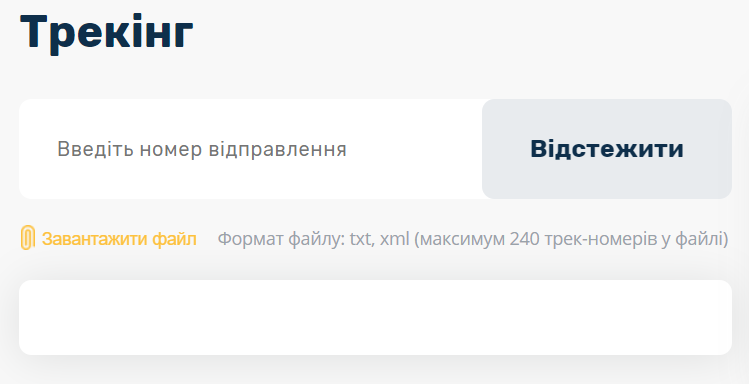 Трекінг
Введіть номер відправлення
Відстежити
Завантажити файл Формат файлу: txt, xml (максимум 240 трек-номерів у файлі)